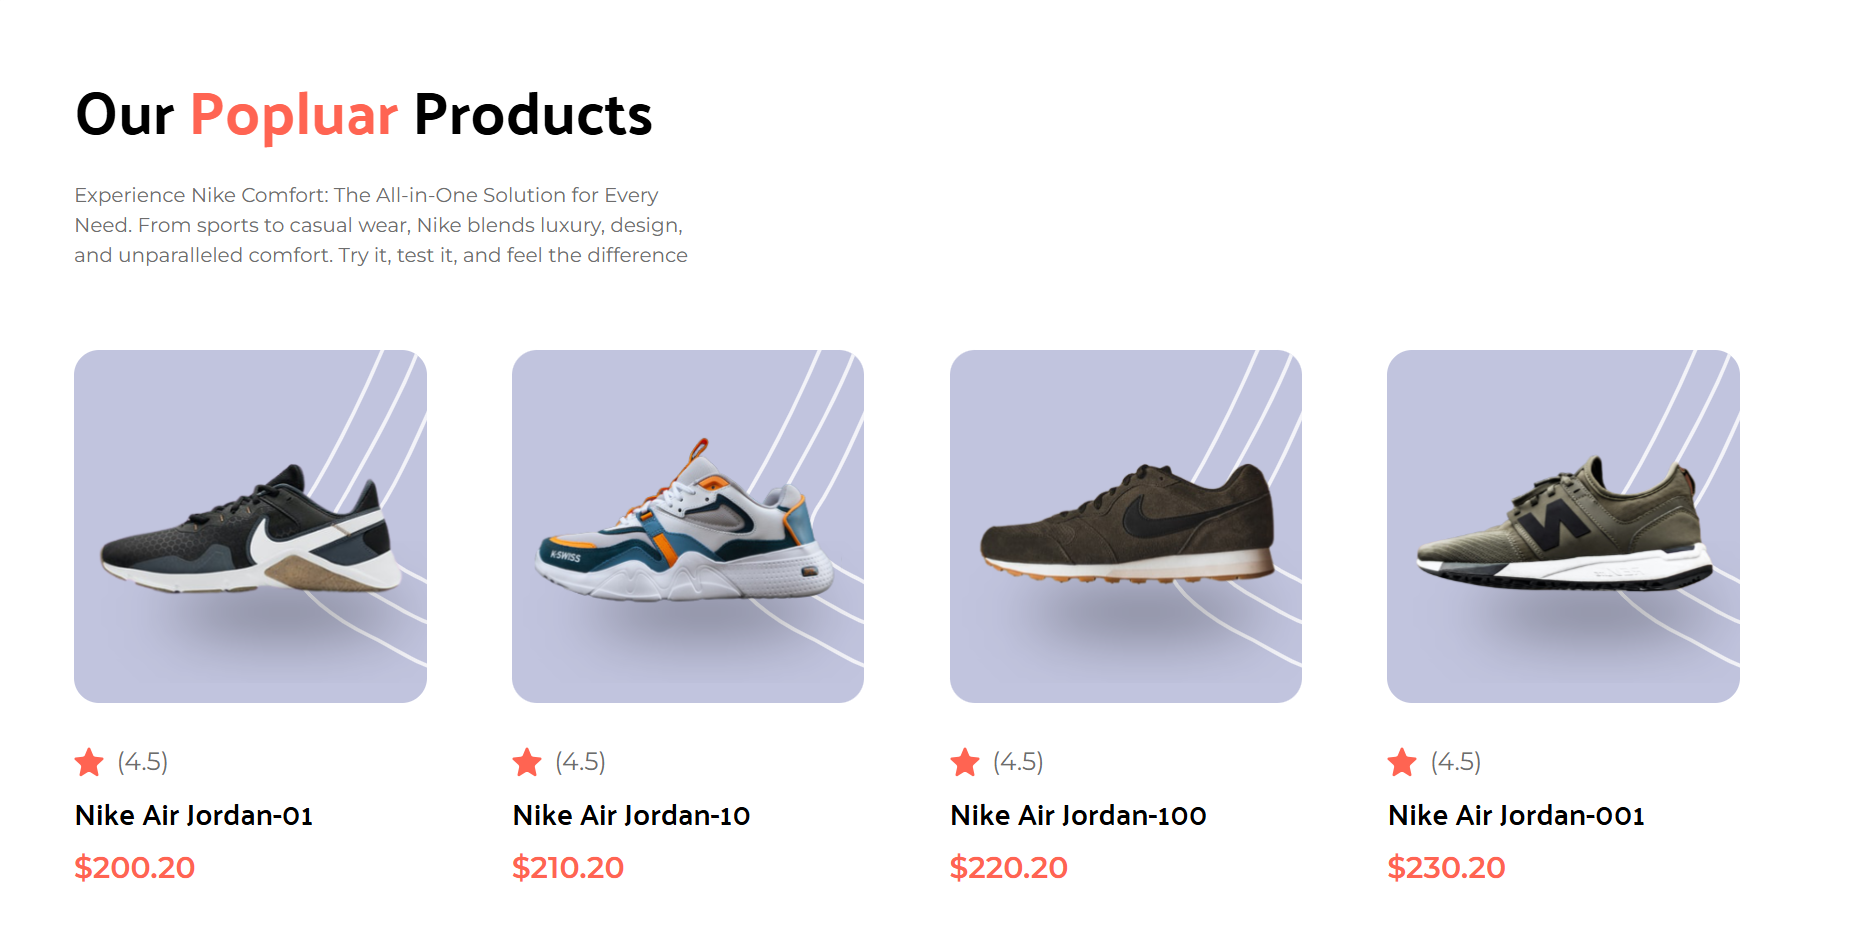 Our Popluar Products
Experience Nike Comfort: The All-in-One Solution for Every
Need. From sports to casual wear, Nike blends luxury, design,
and unparalleled comfort. Try it, test it, and feel the difference
K-SWISS
N
(4.5)
(4.5)
(4.5)
(4.5)
Nike Air Jordan-01
Nike Air Jordan-10
Nike Air Jordan-100
Nike Air Jordan-001
$200.20
$210.20
$220.20
$230.20